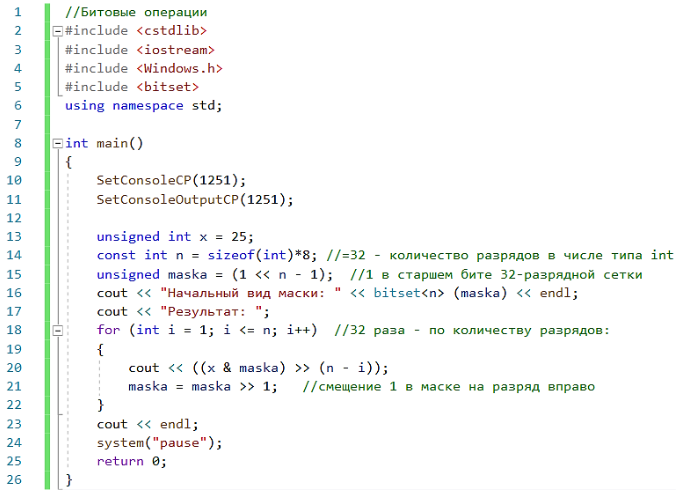 1 //Битовые операции
2 #include <cstdlib>
3 #include <iostream>
4 #include <Windows.h>
5 #include <bitset>
6 using namespace std;
7
8 int main()
9 {
10 SetConsoleCP(1251);
11 SetConsoleOutputCP(1251);
12
13 unsigned int x = 25;
14 const int n = sizeof(int)*8; //=32 - количество разрядов в числе типа int
15 unsigned maska = (1 << n - 1); //1 в старшем бите 32-разрядной сетки
16 cout << "Начальный вид маски: " << bitset<n> (maska) << endl;
17 cout << "Результат: ";
18 for (int i = 1; i <= n; i++) //32 раза - по количеству разрядов:
19 {
20 cout << ((x & maska) >> (n - i));
21 maska = maska >> 1; //смещение 1 в маске на разряд вправо
22 }
23 cout << endl;
24 system("pause");
25 return 0;
26 }